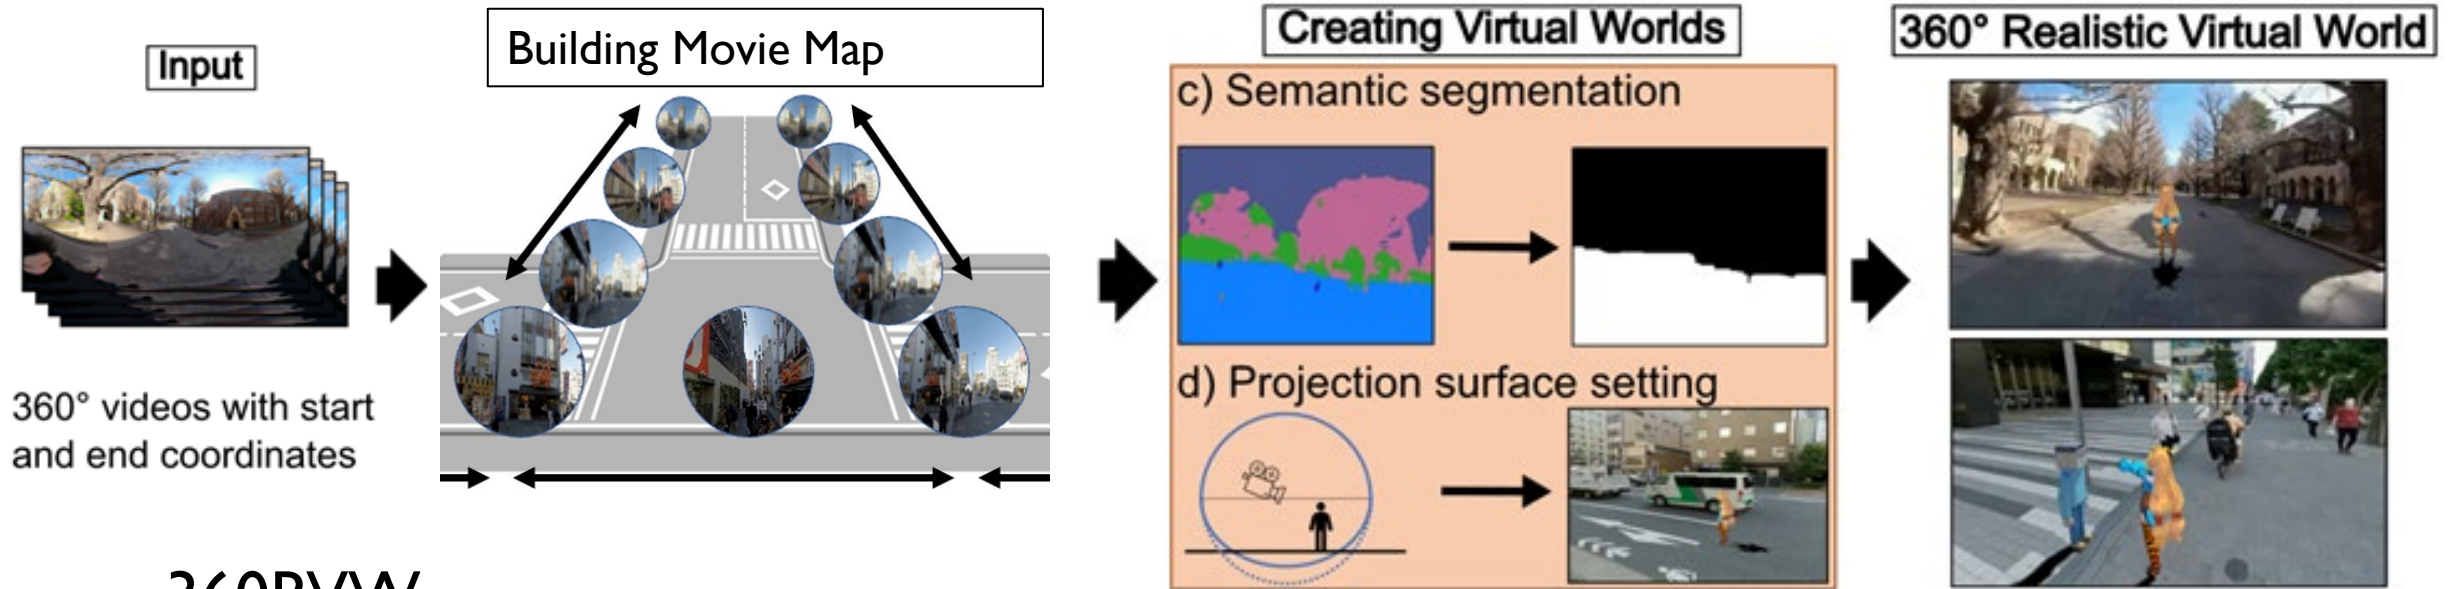 Input
360° videos with start
and end coordinates
Building Movie Map
Creating Virtual Worlds
c) Semantic segmentation
d) Projection surface setting
360° Realistic Virtual World
360RVW